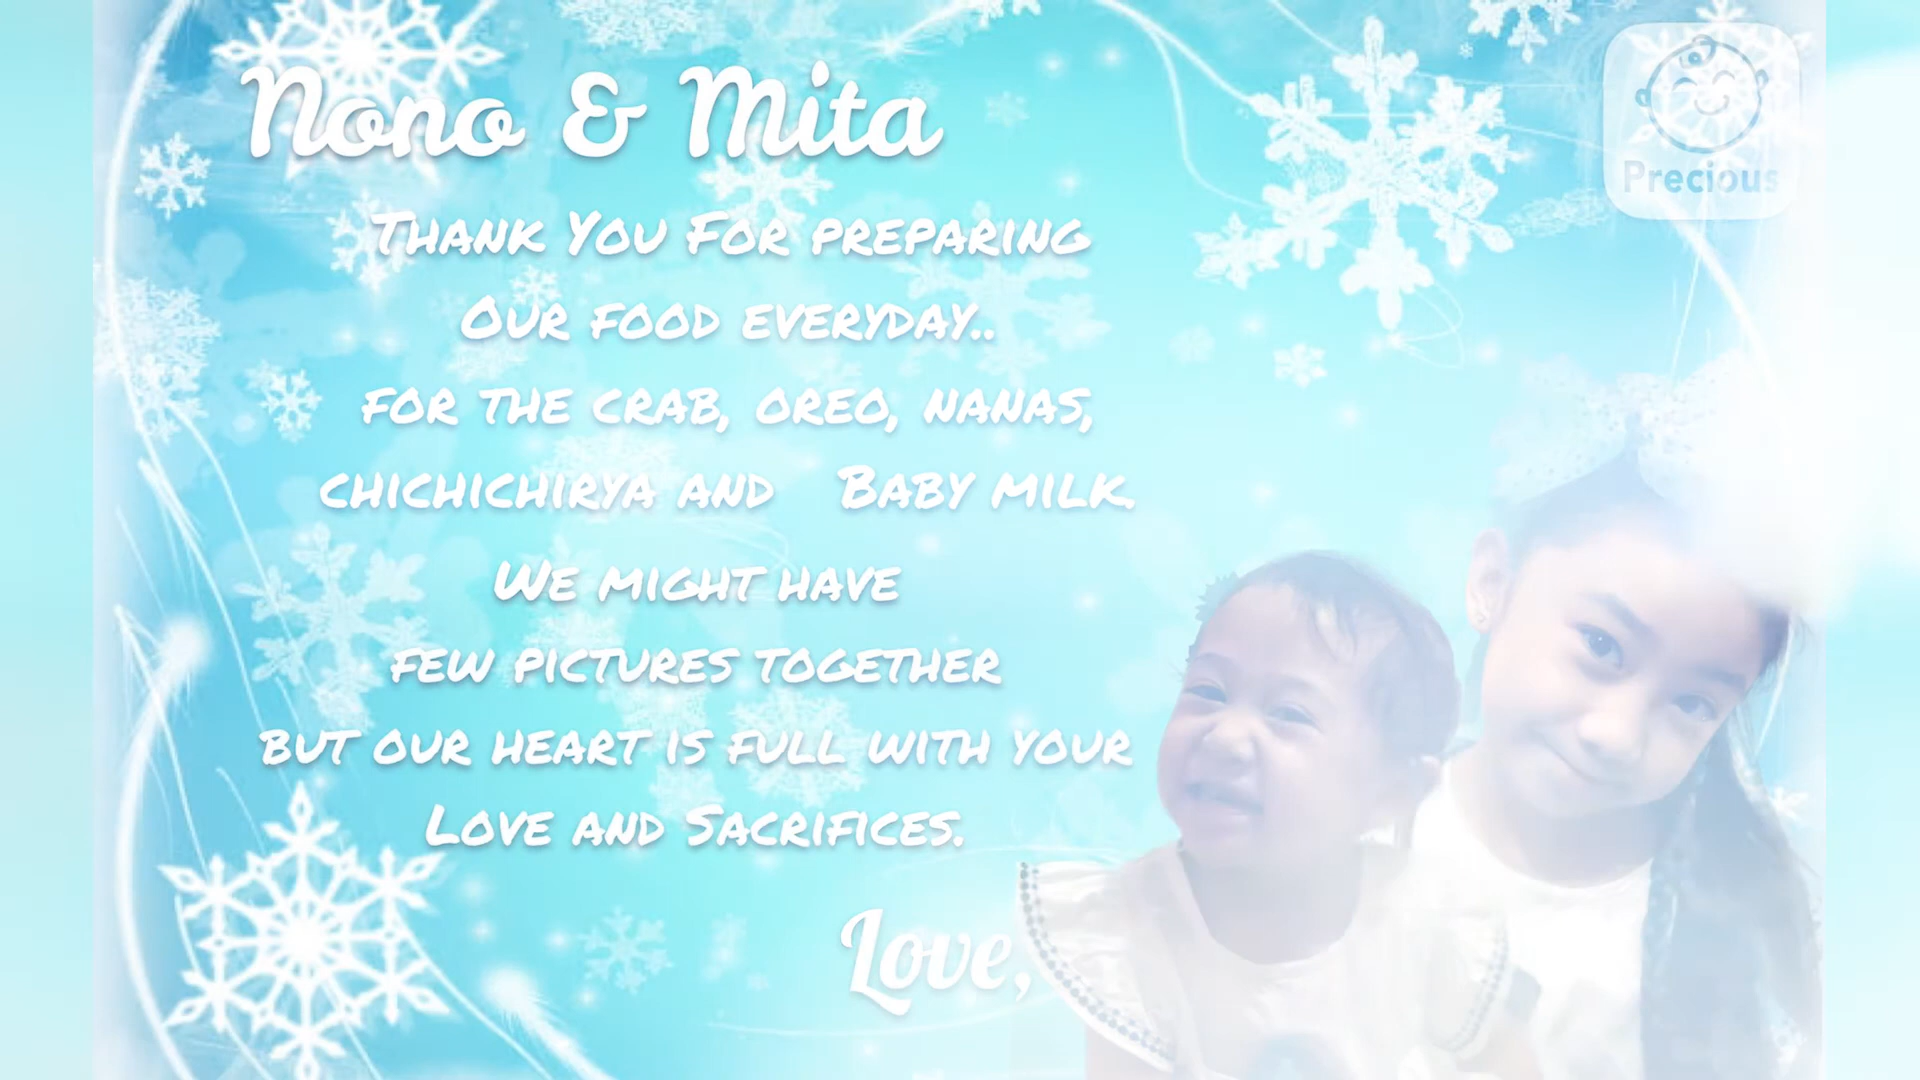 Nono & Mita
Precious
Thank You For preparing
Our food everyday..
for the crab, oreo, nanas,
chichichirya and Baby milk.
We might have
few pictures together
but our heart is full with your
Love and Sacrifices.
Love,